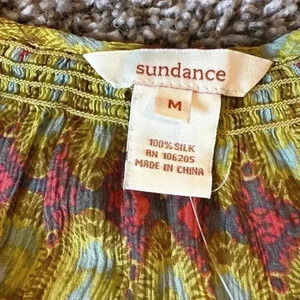 sundance
M
100% SILK
RN 106205
MADE IN CHINA